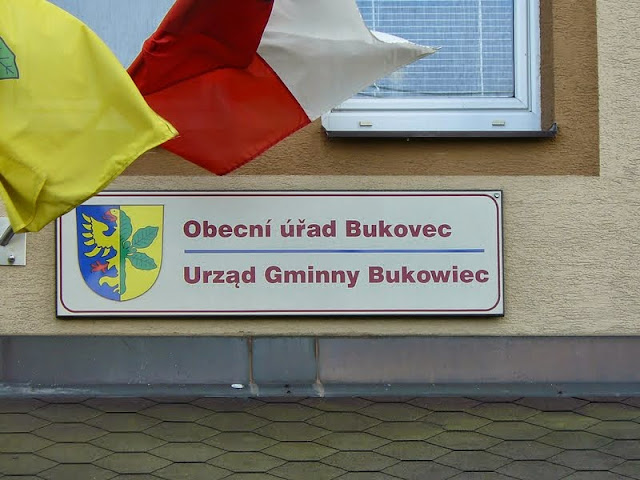 Obecní úřad Bukovec
Urząd Gminny Bukowiec